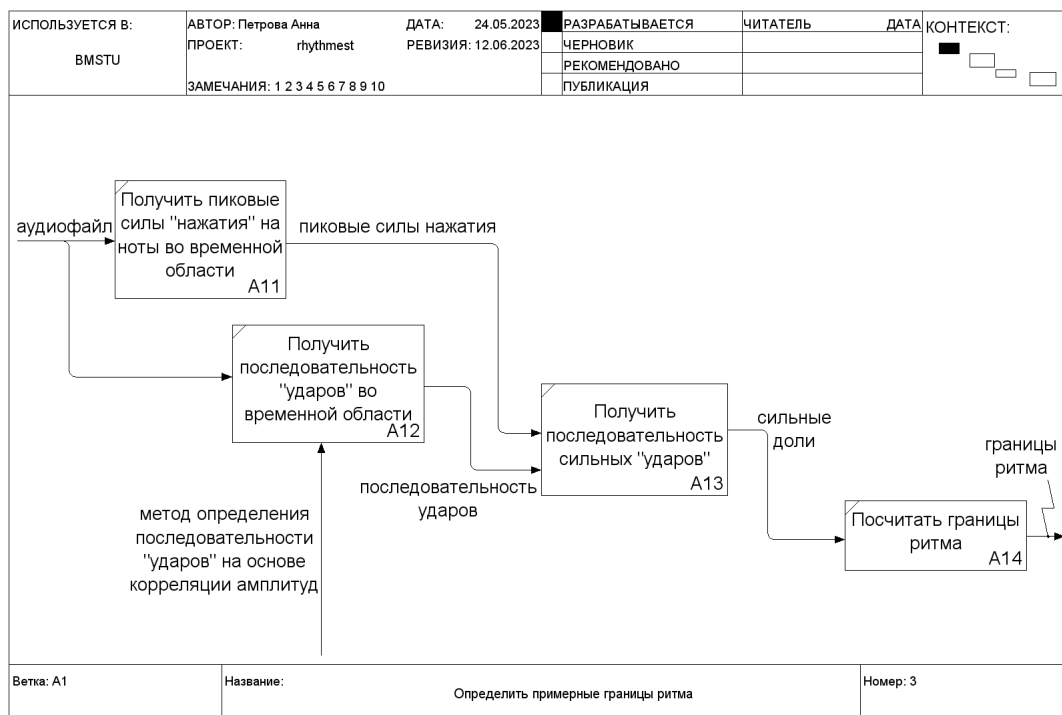 ИСПОЛЬЗУЕТСЯ В:
BMSTU
АВТОР: Петрова Анна
ДАТА: 24.05.2023
ПРОЕКТ: rhythmest
РЕВИЗИЯ: 12.06.2023
ЗАМЕЧАНИЯ: 1 2 3 4 5 6 7 8 9 10
РАЗРАБАТЫВАЕТСЯ
ЧЕРНОВИК
РЕКОМЕНДОВАНО
ПУБЛИКАЦИЯ
ЧИТАТЕЛЬ
ДАТА
КОНТЕКСТ:
аудиофайл
Получить пиковые
силы "нажатия" на
ноты во временной
области
A11
пиковые силы нажатия
Получить
последовательность
"ударов" во
временной области
A12
метод определения
последовательности
"ударов" на основе
корреляции амплитуд
последовательность
ударов
Получить
последовательность
сильных "ударов"
A13
сильные
доли
Посчитать границы
ритма
A14
границы
ритма
Ветка: A1
Название:
Определить примерные границы ритма
Номер: 3